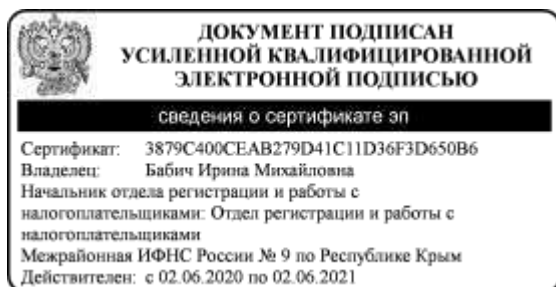 ДОКУМЕНТ ПОДПИСАН
УСИЛЕННОЙ КВАЛИФИЦИРОВАННОЙ
ЭЛЕКТРОННОЙ ПОДПИСЬЮ
сведения о сертификате эп
Сертификат: 3879C400CEAB279D41C11D36F3D650B6
Владелец: Бабич Ирина Михайловна
Начальник отдела регистрации и работы с
налогоплательщиками: Отдел регистрации и работы с
налогоплательщиками
Межрайонная ИФНС России № 9 по Республике Крым
Действителен: с 02.06.2020 по 02.06.2021